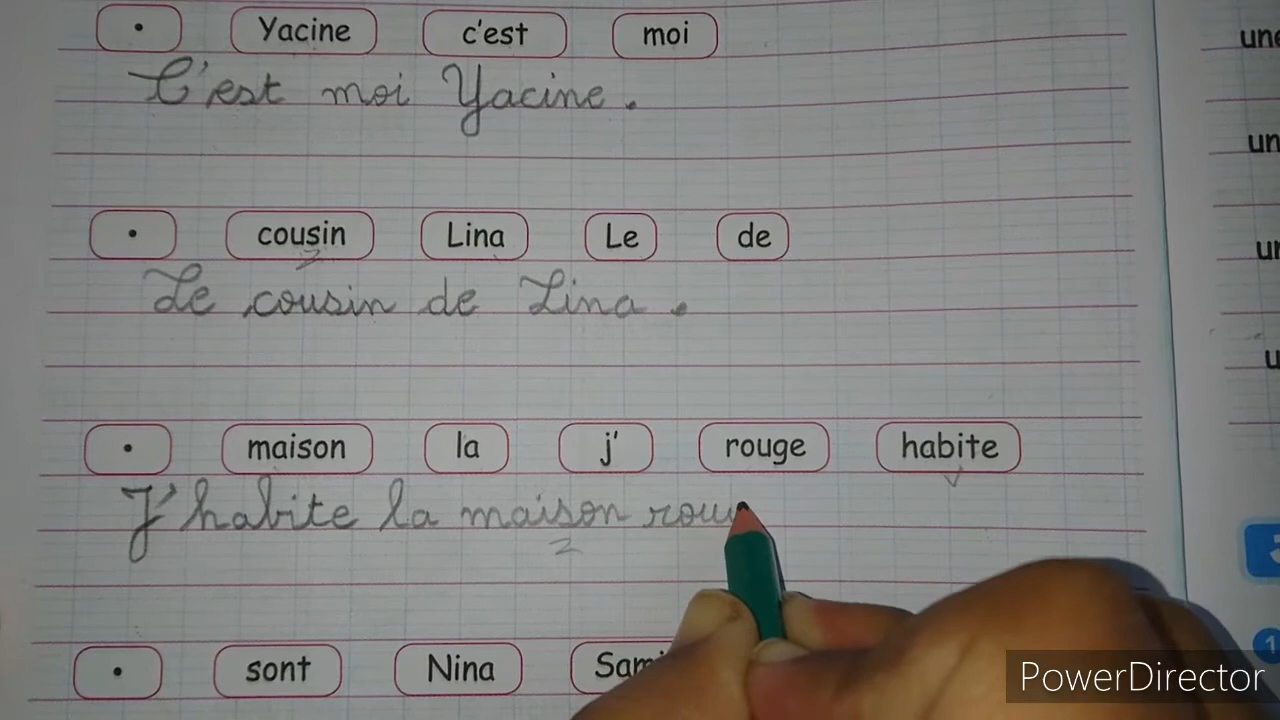 • Yacine c'est moi
C'est moi Yacine.
• cousin Lina Le de
Le cousin de Lina.
• maison la j' rouge habite
J'habite la maison
• sont Nina
PowerDirector